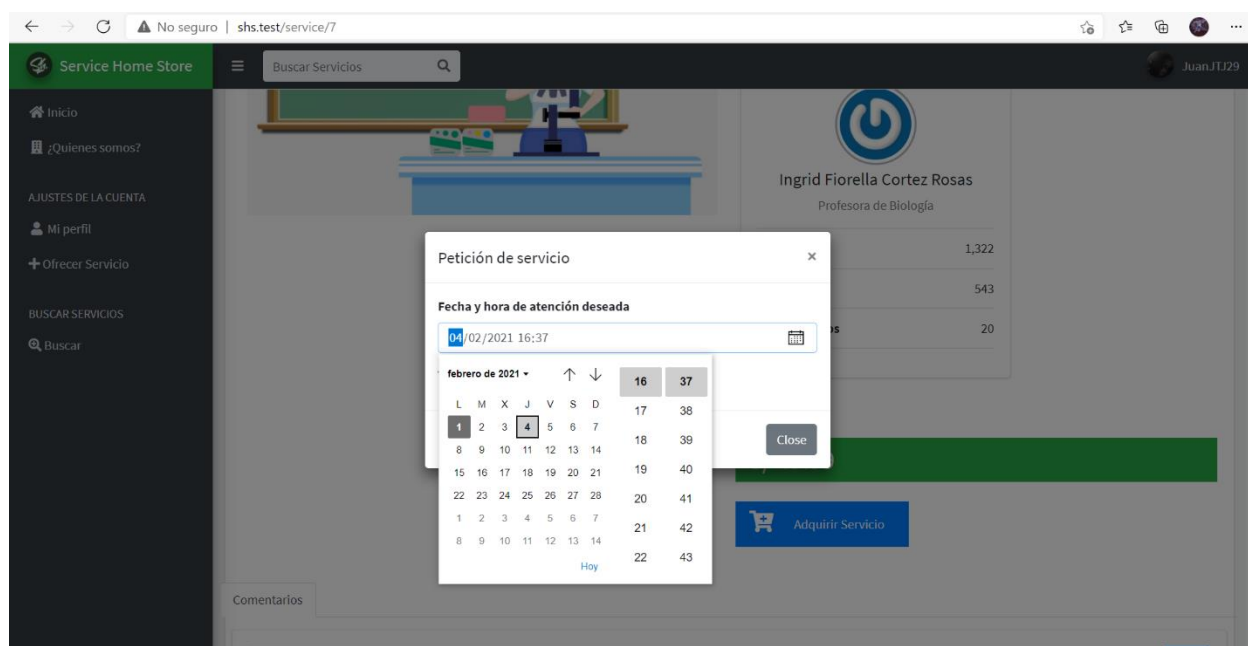 No seguro | shs.test/service/7
Service Home Store
Buscar Servicios
JuanJTJ29
Inicio
¿Quienes somos?
AJUSTES DE LA CUENTA
Mi perfil
Ofrecer Servicio
BUSCAR SERVICIOS
Buscar
Ingrid Fiorella Cortez Rosas
Profesora de Biología
1,322
543
20
Petición de servicio ×
Fecha y hora de atención deseada
04/02/2021 16:37
febrero de 2021
L M X J V S D
1 2 3 4 5 6 7
8 9 10 11 12 13 14
15 16 17 18 19 20 21
22 23 24 25 26 27 28
1 2 3 4 5 6 7
8 9 10 11 12 13 14
Hoy
16 37
17 38
18 39
19 40
20 41
21 42
22 43
Close
Adquirir Servicio
Comentarios